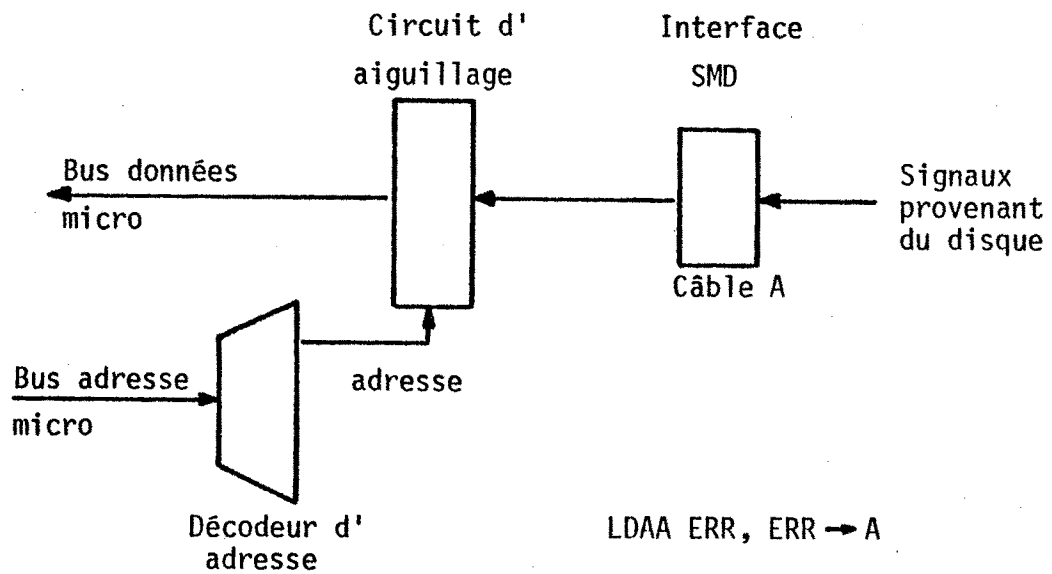 Circuit d'
aiguillage
Interface
SMD
Bus données
micro
Signaux
provenant
du disque
Câble A
Bus adresse
micro
adresse
Décodeur d'
adresse
LDAA ERR, ERR → A